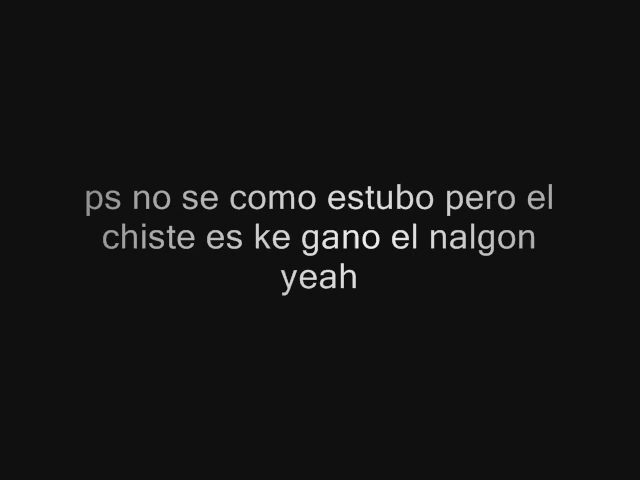 ps no se como estubo pero el
chiste es ke gano el nalgon
yeah